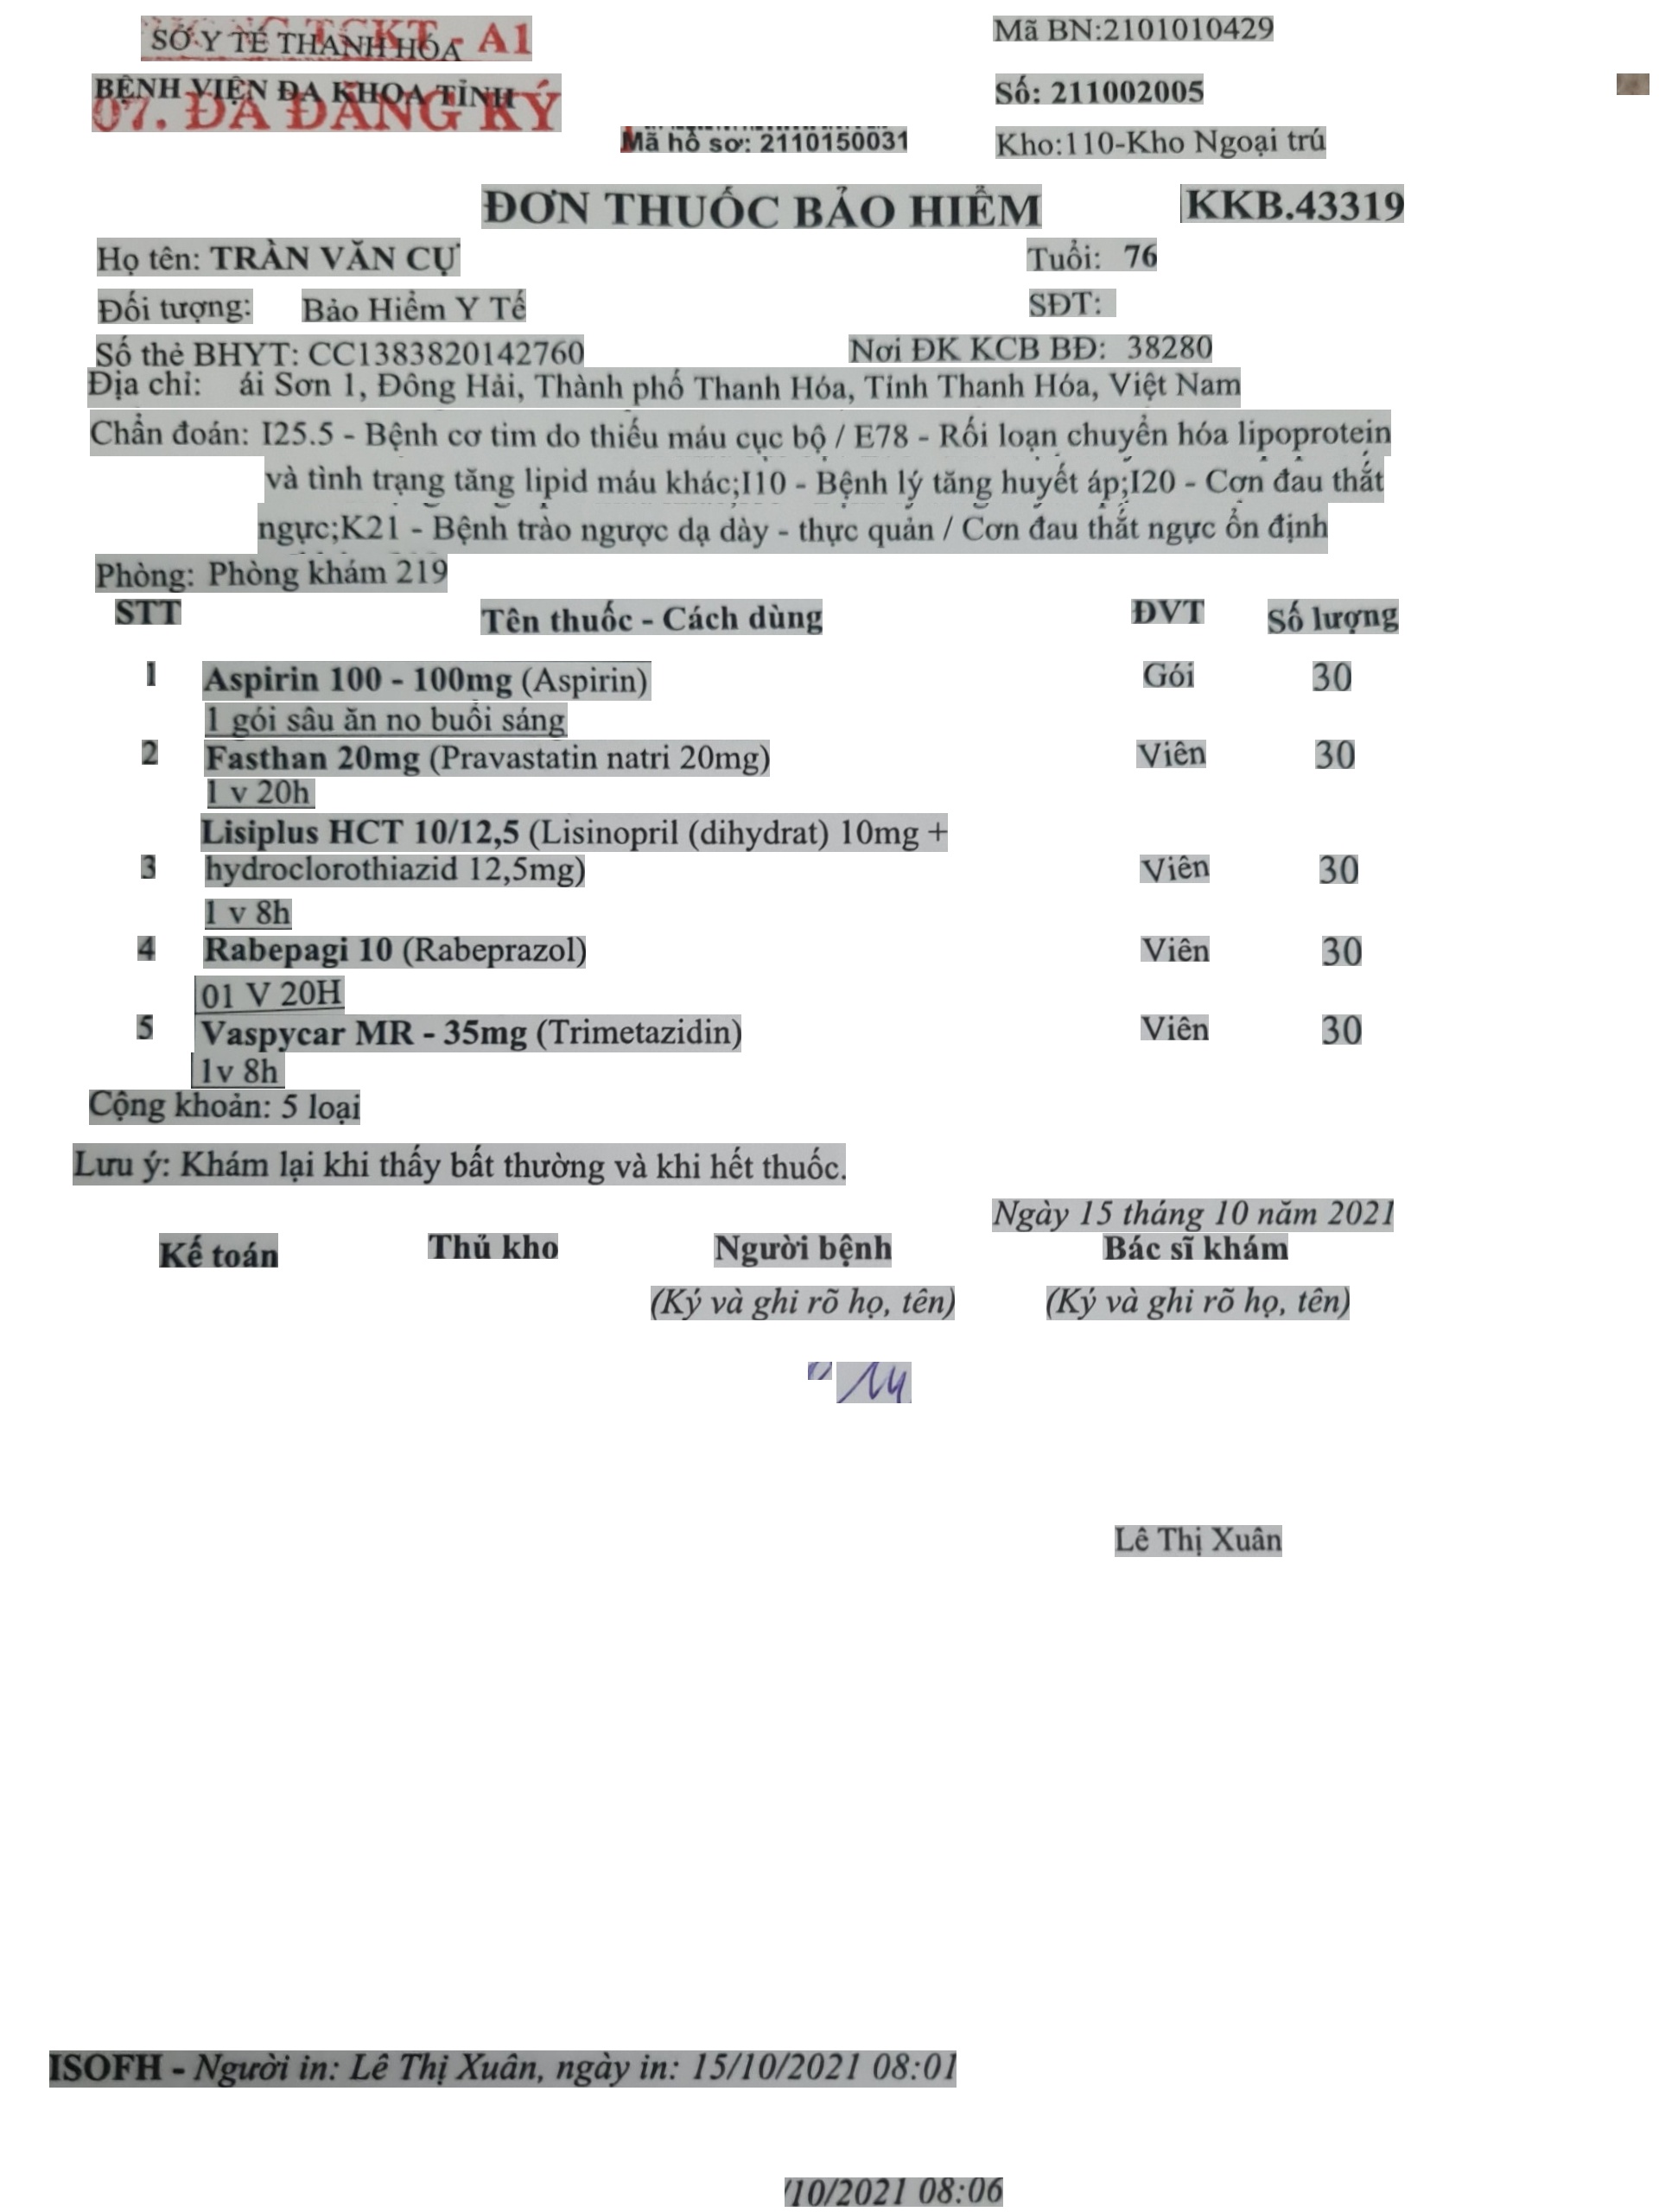 SỞ Y TẾ THANH HÓA
TCKT - A1
Mã BN:2101010429
BỆNH VIỆN ĐA KHOA TỈNH
07. ĐÃ ĐĂNG KÝ
Số: 211002005
Mã hồ sơ: 2110150031
Kho:110-Kho Ngoại trú
ĐƠN THUỐC BẢO HIỂM
KKB.43319
Họ tên: TRẦN VĂN CỰ
Tuổi: 76
Đối tượng: Bảo Hiểm Y Tế
SĐT:
Số thẻ BHYT: CC1383820142760
Nơi ĐK KCB BĐ: 38280
Địa chỉ: ái Sơn 1, Đông Hải, Thành phố Thanh Hóa, Tỉnh Thanh Hóa, Việt Nam
Chẩn đoán: I25.5 - Bệnh cơ tim do thiếu máu cục bộ / E78 - Rối loạn chuyển hóa lipoprotein
và tình trạng tăng lipid máu khác;I10 - Bệnh lý tăng huyết áp;I20 - Cơn đau thắt
ngực;K21 - Bệnh trào ngược dạ dày - thực quản / Cơn đau thắt ngực ổn định
Phòng: Phòng khám 219
STT Tên thuốc - Cách dùng ĐVT Số lượng
1 Aspirin 100 - 100mg (Aspirin) Gói 30
1 gói sâu ăn no buổi sáng
2 Fasthan 20mg (Pravastatin natri 20mg) Viên 30
1 v 20h
Lisiplus HCT 10/12,5 (Lisinopril (dihydrat) 10mg +
3 hydroclorothiazid 12,5mg) Viên 30
1 v 8h
4 Rabepagi 10 (Rabeprazol) Viên 30
01 V 20H
5 Vaspycar MR - 35mg (Trimetazidin) Viên 30
1v 8h
Cộng khoản: 5 loại
Lưu ý: Khám lại khi thấy bất thường và khi hết thuốc.
Ngày 15 tháng 10 năm 2021
Kế toán Thủ kho Người bệnh Bác sĩ khám
(Ký và ghi rõ họ, tên) (Ký và ghi rõ họ, tên)
Lê Thị Xuân
ISOFH - Người in: Lê Thị Xuân, ngày in: 15/10/2021 08:01
/10/2021 08:06